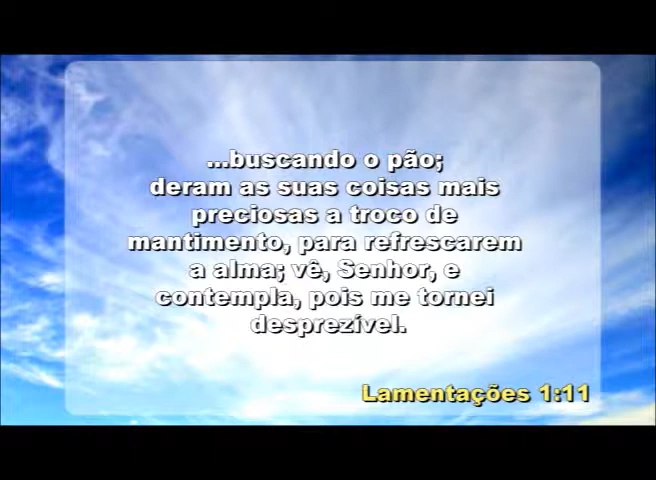 ...buscando o pão;
deram as suas coisas mais
preciosas a troco de
mantimento, para refrescarem
a alma; vê, Senhor, e
contempla, pois me tornei
desprezível.
Lamentações 1:11